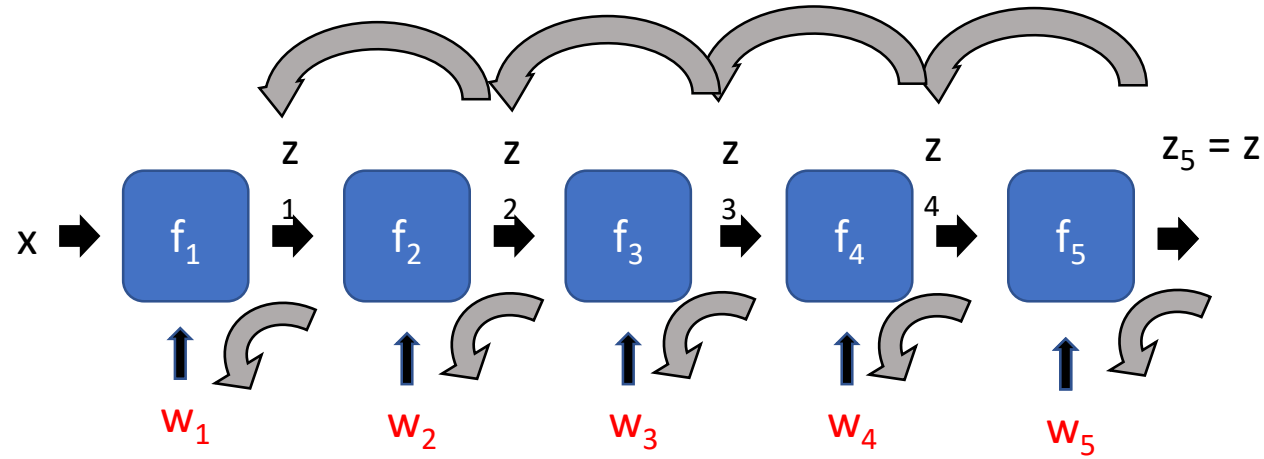 z z z z z₅ = z
1 2 3 4
x f₁ f₂ f₃ f₄ f₅
w₁ w₂ w₃ w₄ w₅